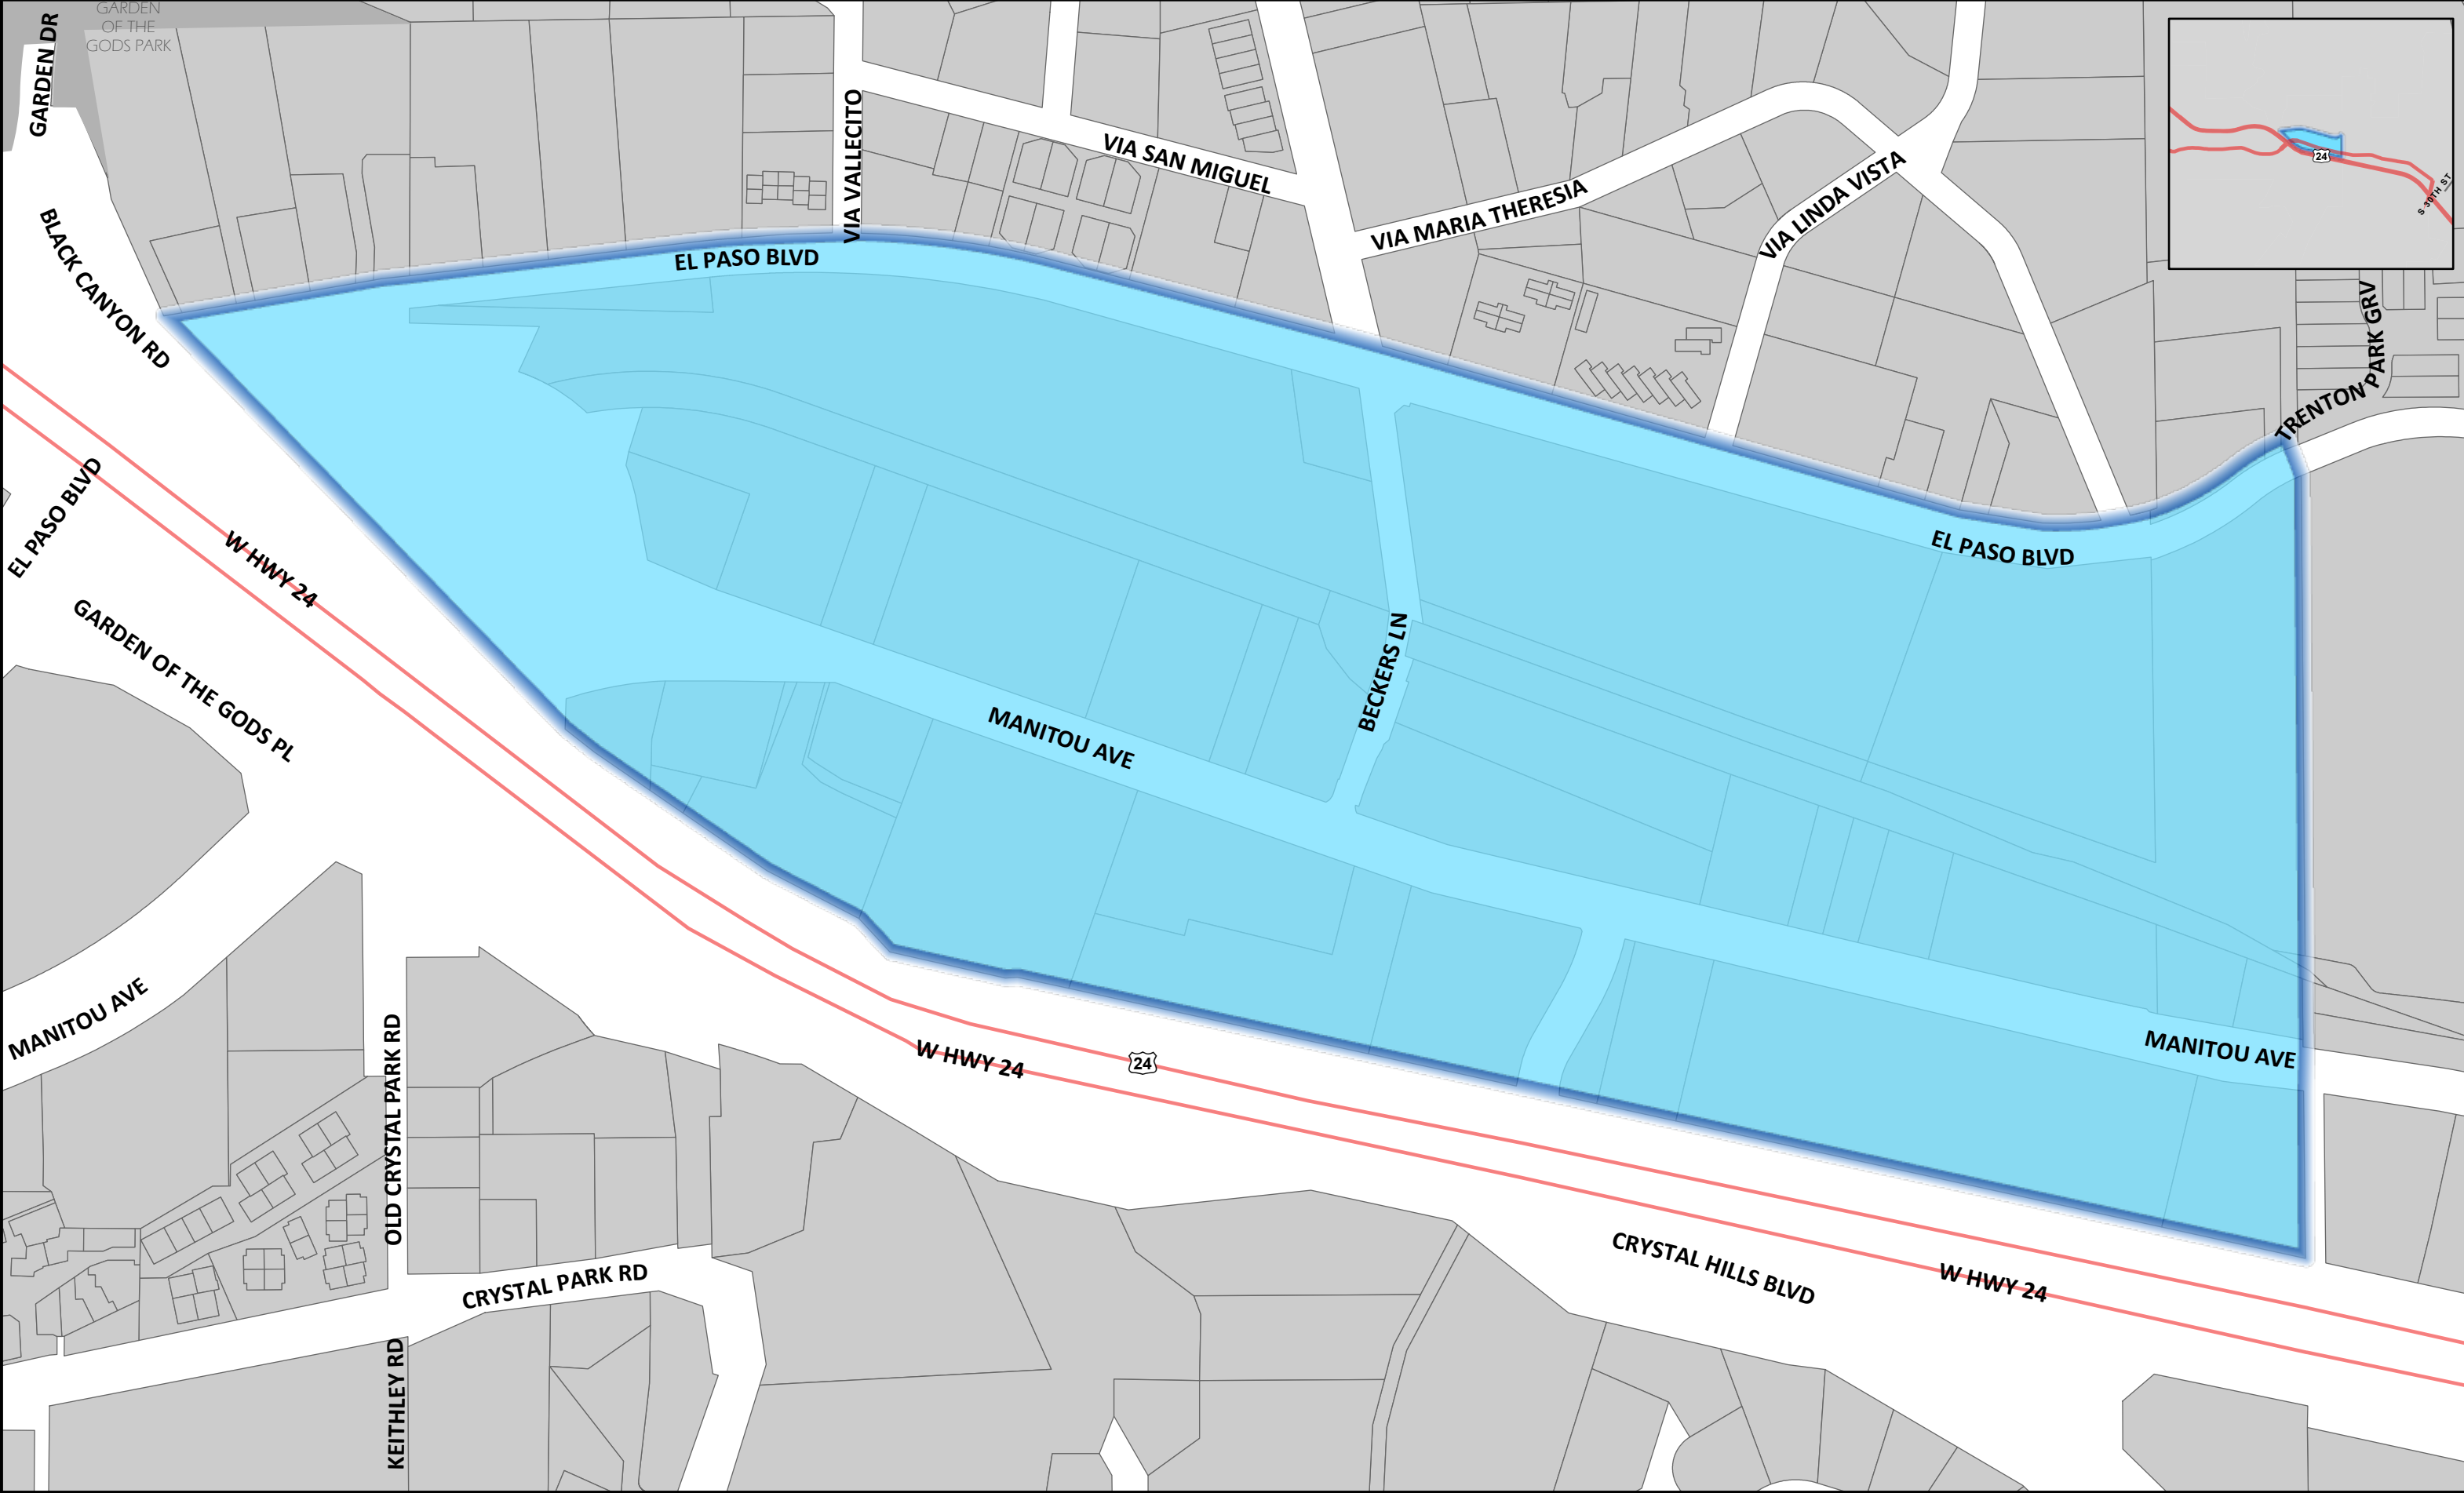 GARDEN
OF THE
GODS PARK
GARDEN DR
BLACK CANYON RD
VIA VALLECITO
VIA SAN MIGUEL
VIA MARIA THERESIA
VIA LINDA VISTA
24
S 30TH ST
EL PASO BLVD
TRENTON
PARK GRV
EL PASO BLVD
W HWY 24
EL PASO BLVD
GARDEN OF THE GODS PL
BECKERS LN
MANITOU AVE
MANITOU AVE
MANITOU AVE
W HWY 24
24
OLD CRYSTAL PARK RD
CRYSTAL PARK RD
CRYSTAL HILLS BLVD
W HWY 24
KEITHLEY RD